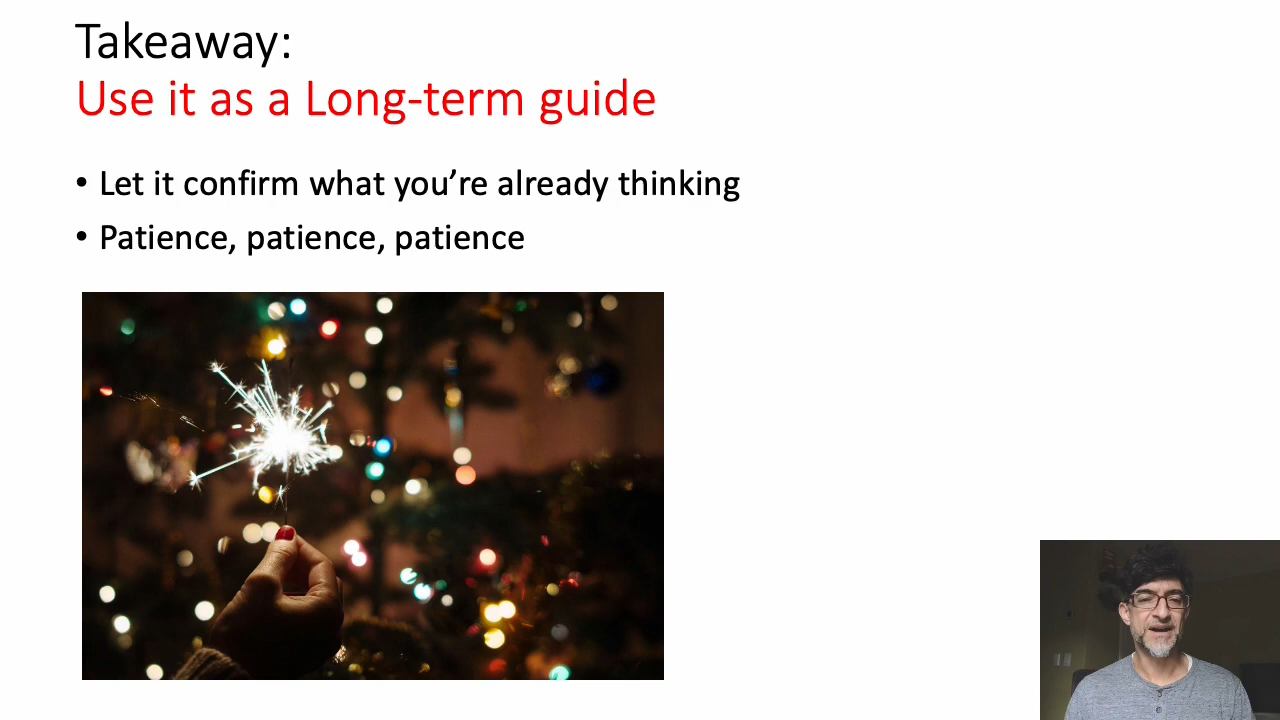 Takeaway:
Use it as a Long-term guide
• Let it confirm what you’re already thinking
• Patience, patience, patience